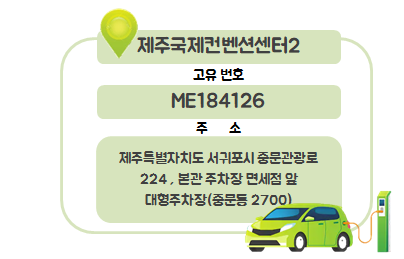 제주국제컨벤션센터2
고유 번호
ME184126
주 소
제주특별자치도 서귀포시 중문관광로
224 , 본관 주차장 면세점 앞
대형주차장(중문동 2700)